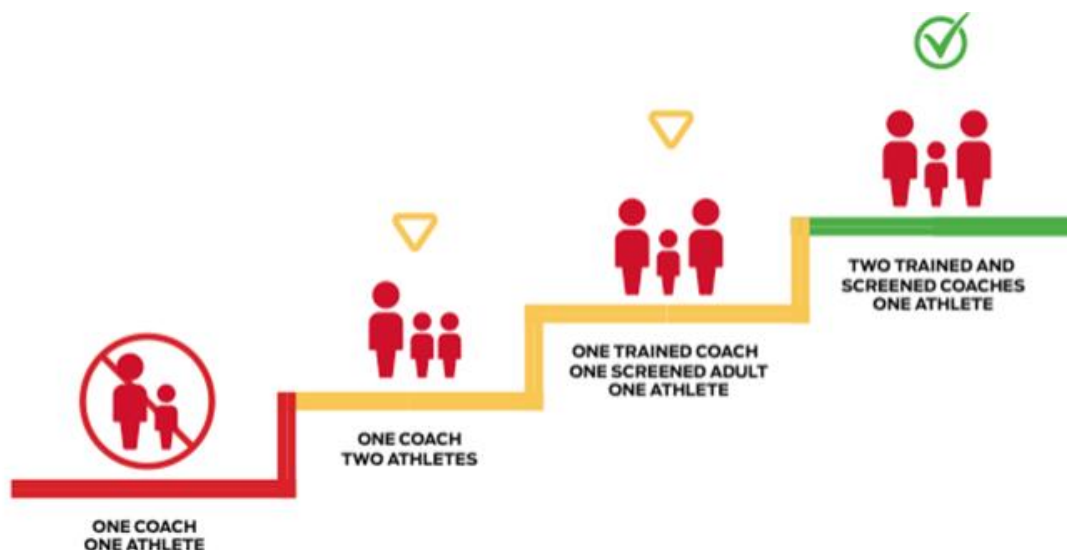 ONE COACH
ONE ATHLETE
ONE COACH
TWO ATHLETES
ONE TRAINED COACH
ONE SCREENED ADULT
ONE ATHLETE
TWO TRAINED AND
SCREENED COACHES
ONE ATHLETE